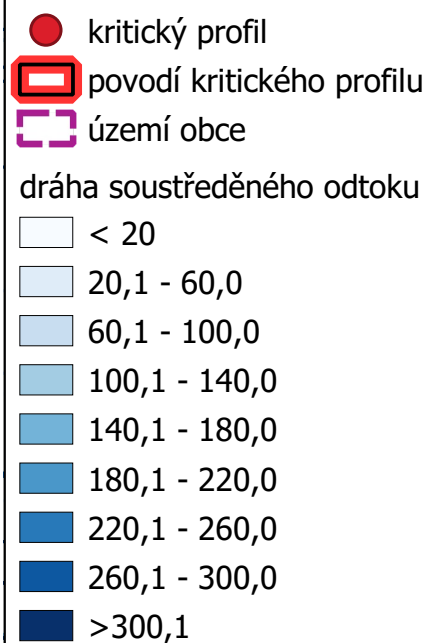 kritický profil
povodí kritického profilu
území obce
dráha soustředěného odtoku
< 20
20,1 - 60,0
60,1 - 100,0
100,1 - 140,0
140,1 - 180,0
180,1 - 220,0
220,1 - 260,0
260,1 - 300,0
>300,1